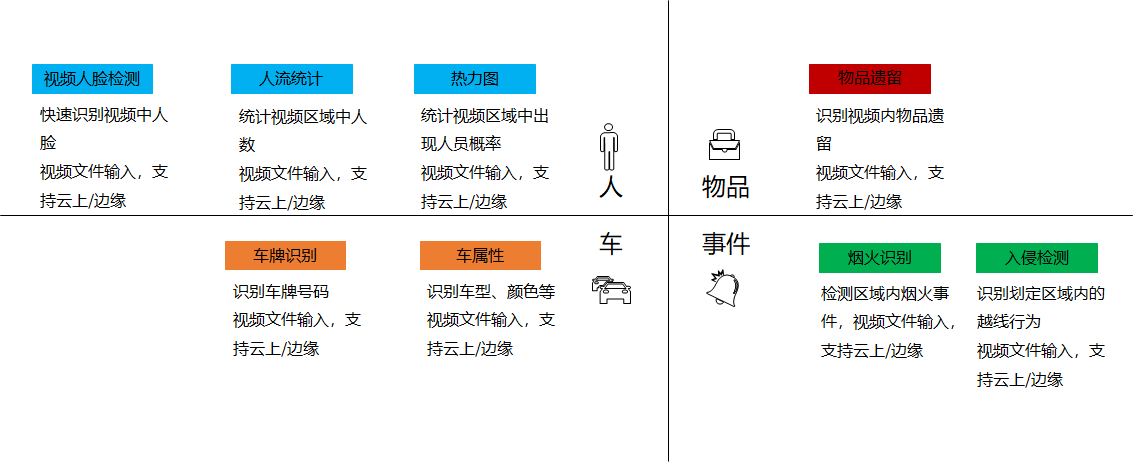 视频人脸检测
快速识别视频中人
脸
视频文件输入，支
持云上/边缘
人流统计
统计视频区域中人
数
视频文件输入，支
持云上/边缘
热力图
统计视频区域中出
现人员概率
视频文件输入，支
持云上/边缘
人
物品
物品遗留
识别视频内物品遗
留
视频文件输入，支
持云上/边缘
车牌识别
识别车牌号码
视频文件输入，支
持云上/边缘
车属性
识别车型、颜色等
视频文件输入，支
持云上/边缘
车
事件
烟火识别
检测区域内烟火事
件，视频文件输入，
支持云上/边缘
入侵检测
识别划定区域内的
越线行为
视频文件输入，支
持云上/边缘